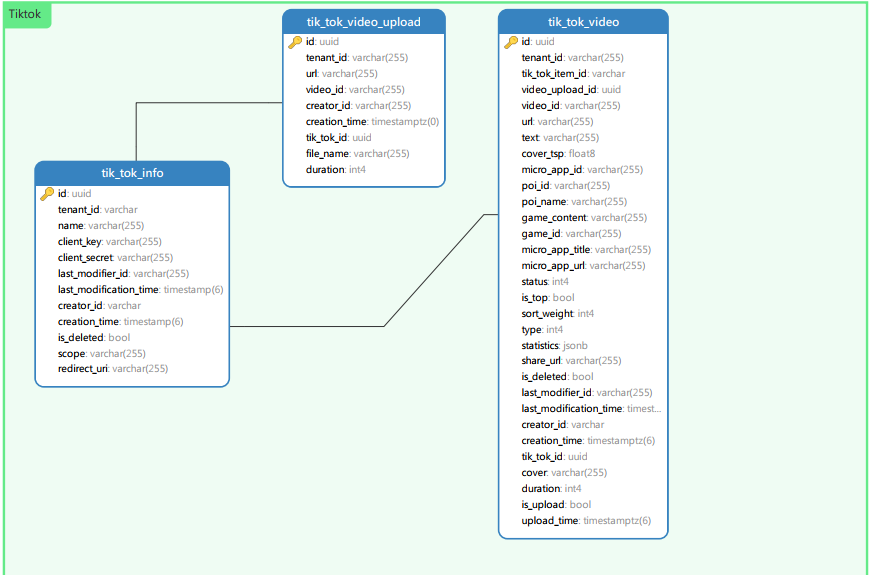 Tiktok
tik_tok_video_upload
id: uuid
tenant_id: varchar(255)
url: varchar(255)
video_id: varchar(255)
creator_id: varchar(255)
creation_time: timestamptz(0)
tik_tok_id: uuid
file_name: varchar(255)
duration: int4
tik_tok_video
id: uuid
tenant_id: varchar(255)
tik_tok_item_id: varchar
video_upload_id: uuid
video_id: varchar(255)
url: varchar(255)
text: varchar(255)
cover_tsp: float8
micro_app_id: varchar(255)
poi_id: varchar(255)
poi_name: varchar(255)
game_content: varchar(255)
game_id: varchar(255)
micro_app_title: varchar(255)
micro_app_url: varchar(255)
status: int4
is_top: bool
sort_weight: int4
type: int4
statistics: jsonb
share_url: varchar(255)
is_deleted: bool
last_modifier_id: varchar(255)
last_modification_time: timest...
creator_id: varchar
creation_time: timestamptz(6)
tik_tok_id: uuid
cover: varchar(255)
duration: int4
is_upload: bool
upload_time: timestamptz(6)
tik_tok_info
id: uuid
tenant_id: varchar
name: varchar(255)
client_key: varchar(255)
client_secret: varchar(255)
last_modifier_id: varchar(255)
last_modification_time: timestamp(6)
creator_id: varchar
creation_time: timestamp(6)
is_deleted: bool
scope: varchar(255)
redirect_uri: varchar(255)